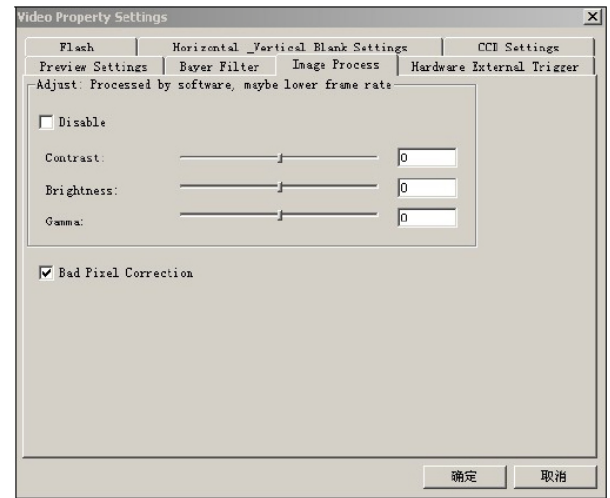 Video Property Settings
Flash
Horizontal _Vertical Blank Settings
CCD Settings
Preview Settings
Bayer Filter
Image Process
Hardware External Trigger
Adjust: Processed by software, maybe lower frame rate
Disable
Contrast:
0
Brightness:
0
Gamma:
0
Bad Pixel Correction
确定
取消